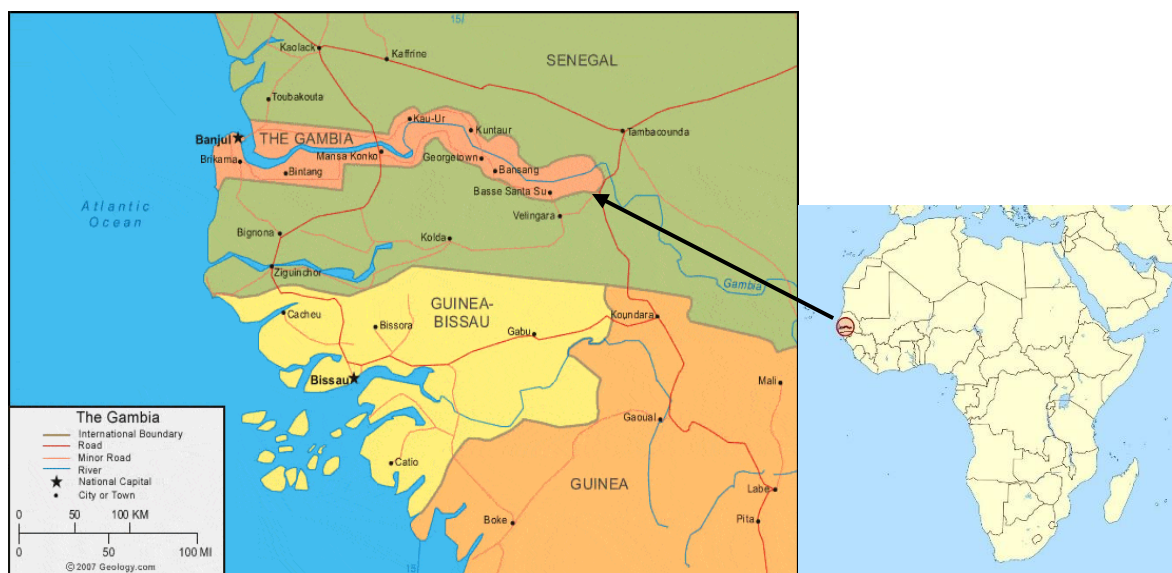 15/
Kaolack
Kaffrine
SENEGAL
Toubakouta
Kau-Ur
Kuntaur
Tambacounda
Banjul
THE GAMBIA
Mansa Konko
Georgetown
Brikama
Bintang
Bansang
Basse Santa Su
Atlantic
Ocean
Velingara
Bignona
Kolda
Ziguinchor
Gambia
GUINEA-
BISSAU
Cacheu
Bissora
Gabu
Koundara
Bissau
Mali
Gaoual
Catio
GUINEA
Labe
Boke
Pita
15/
The Gambia
International Boundary
Road
Minor Road
River
National Capital
City or Town
0 50 100 KM
0 50 100 MI
© 2007 Geology.com